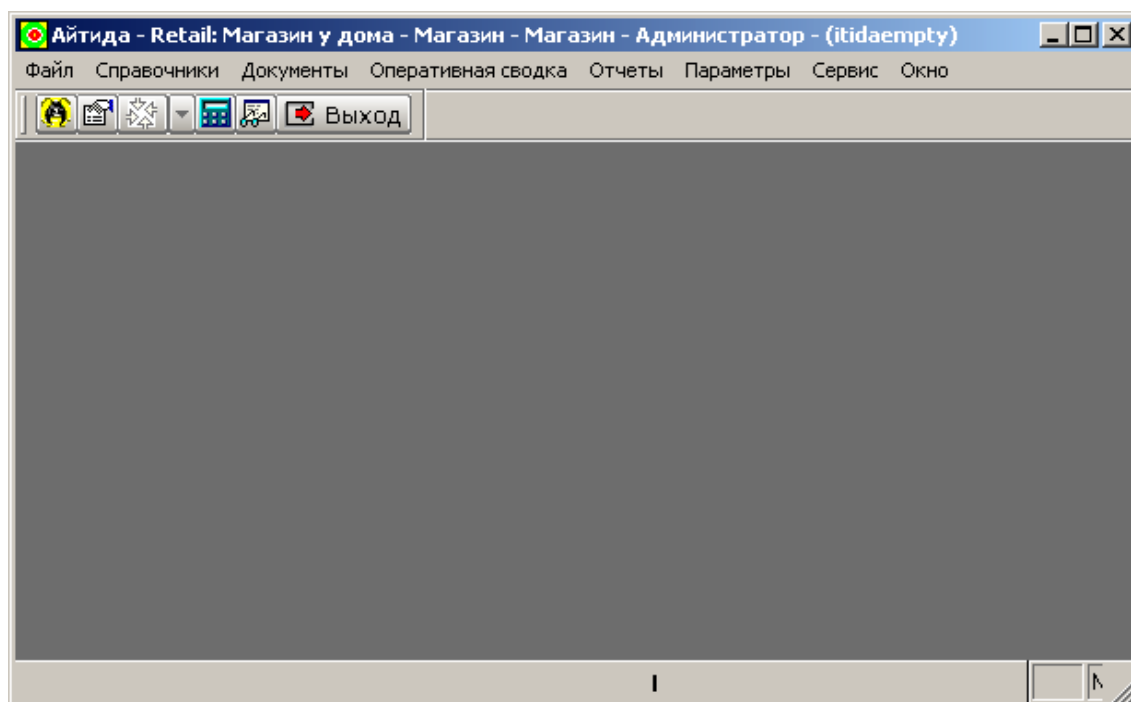 Айтида - Retail: Магазин у дома - Магазин - Магазин - Администратор - (itidaempty)
Файл Справочники Документы Оперативная сводка Отчеты Параметры Сервис Окно
Выход